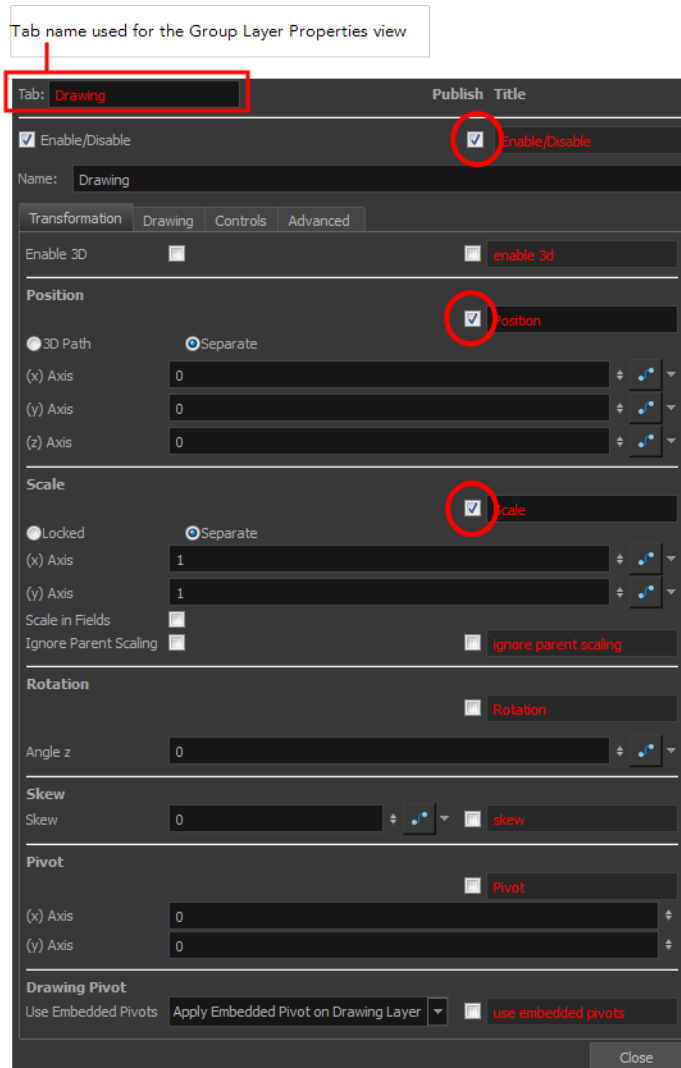 Tab name used for the Group Layer Properties view
Tab: Drawing Publish Title
Enable/Disable Enable/Disable
Name: Drawing
Transformation Drawing Controls Advanced
Enable 3D enable 3d
Position
Position
3D Path Separate
(x) Axis 0
(y) Axis 0
(z) Axis 0
Scale
Scale
Locked Separate
(x) Axis 1
(y) Axis 1
Scale in Fields
Ignore Parent Scaling ignore parent scaling
Rotation
Rotation
Angle z 0
Skew
Skew 0 skew
Pivot
Pivot
(x) Axis 0
(y) Axis 0
Drawing Pivot
Use Embedded Pivots Apply Embedded Pivot on Drawing Layer use embedded pivots
Close